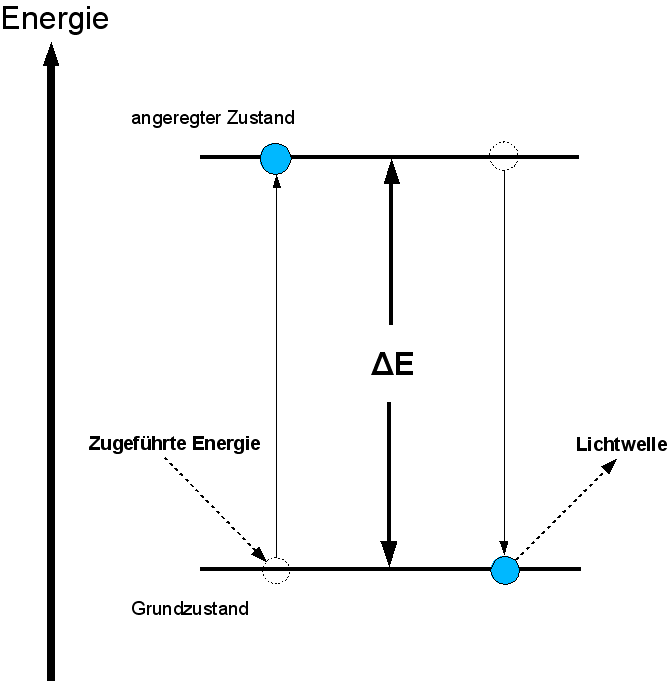 Energie
angeregter Zustand
ΔE
Zugeführte Energie
Lichtwelle
Grundzustand